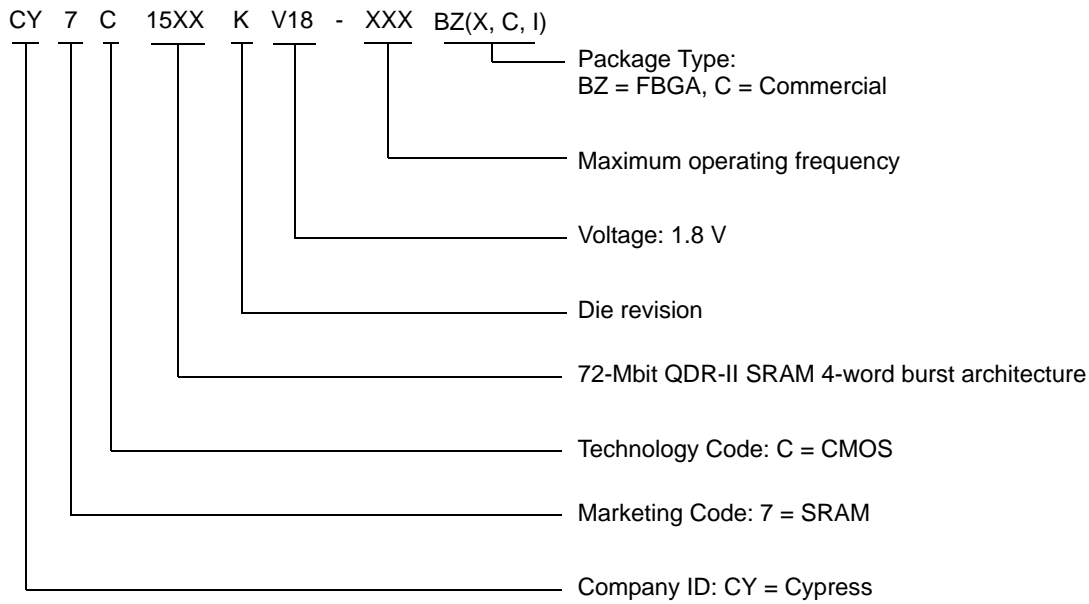 CY 7 C 15XX K V18 - XXX BZ(X, C, I)
Package Type:
BZ = FBGA, C = Commercial
Maximum operating frequency
Voltage: 1.8 V
Die revision
72-Mbit QDR-II SRAM 4-word burst architecture
Technology Code: C = CMOS
Marketing Code: 7 = SRAM
Company ID: CY = Cypress